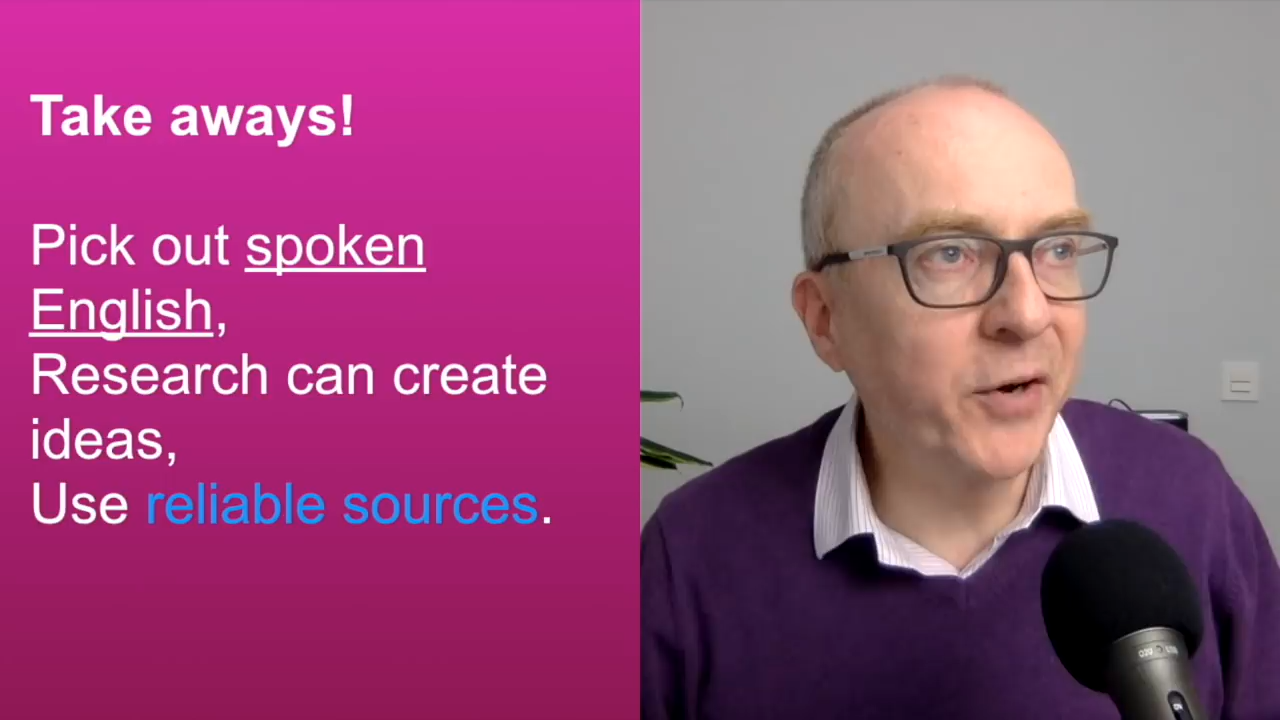 Take aways!
Pick out spoken
English,
Research can create
ideas,
Use reliable sources.